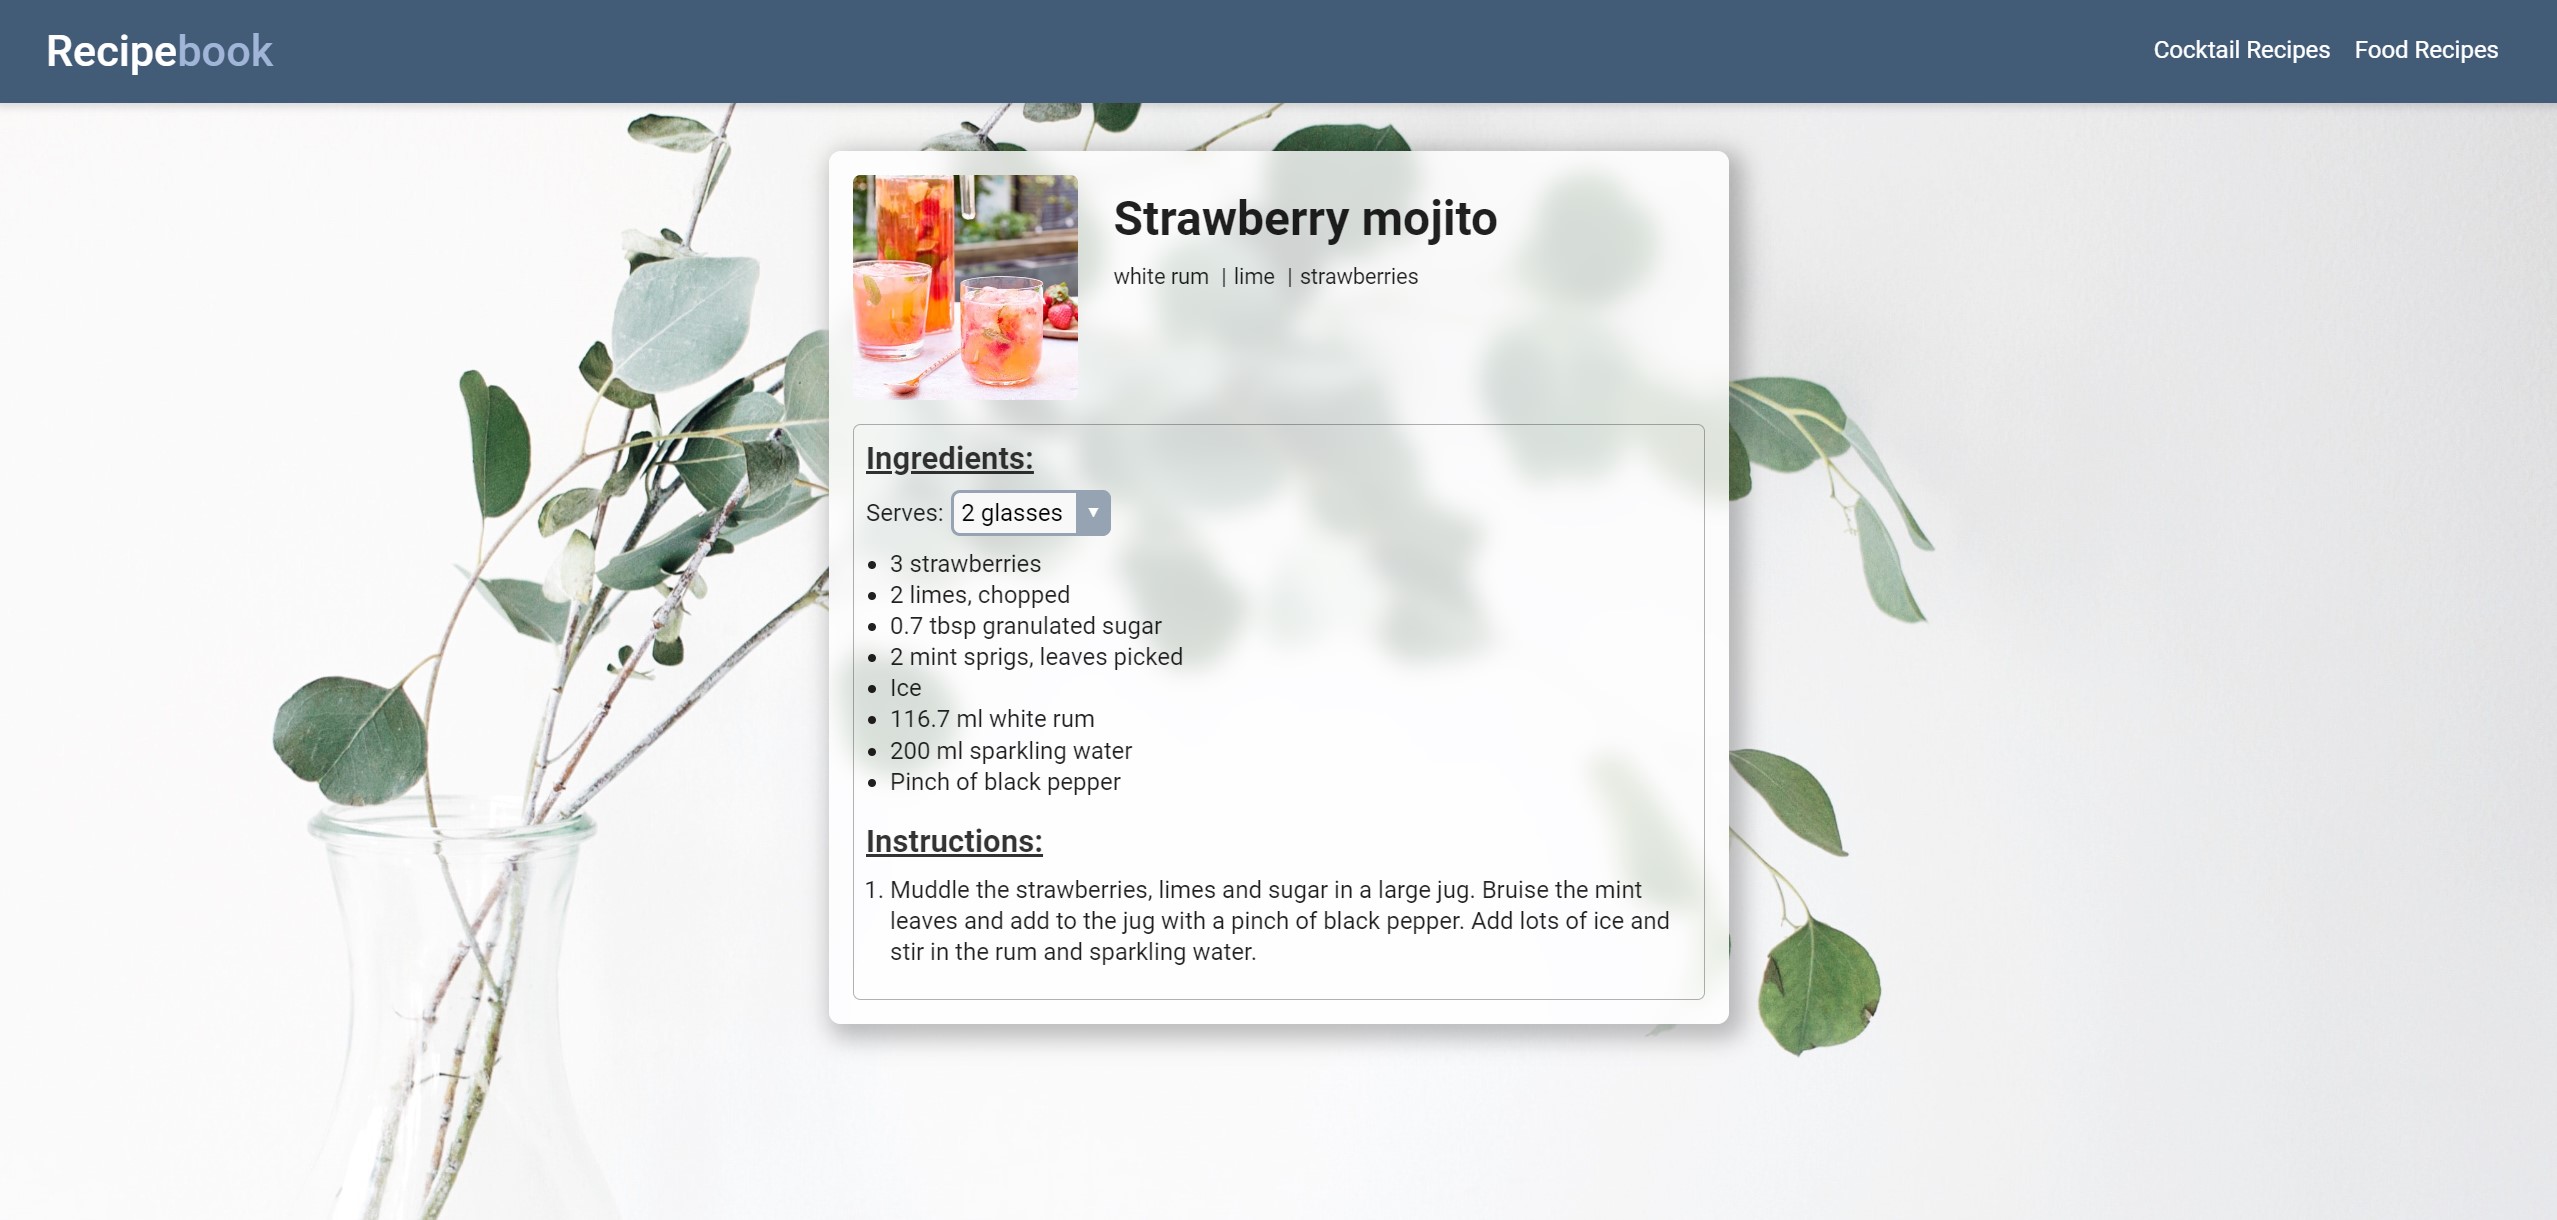 Recipebook
Cocktail Recipes Food Recipes
Strawberry mojito
white rum | lime | strawberries
Ingredients:
Serves: 2 glasses
3 strawberries
2 limes, chopped
0.7 tbsp granulated sugar
2 mint sprigs, leaves picked
Ice
116.7 ml white rum
200 ml sparkling water
Pinch of black pepper
Instructions:
1. Muddle the strawberries, limes and sugar in a large jug. Bruise the mint
leaves and add to the jug with a pinch of black pepper. Add lots of ice and
stir in the rum and sparkling water.